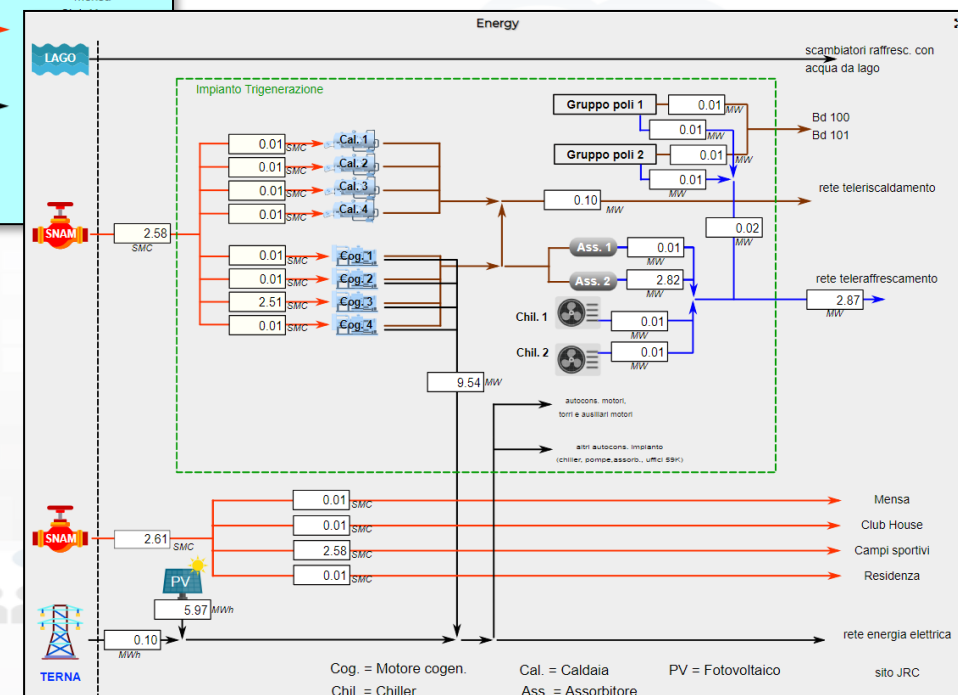 Energy
LAGO
scambiatori raffresc. con
acqua da lago
Impianto Trigenerazione
Gruppo poli 1
0.01
MW
0.01
MW
Bd 100
Bd 101
Gruppo poli 2
0.01
MW
0.01
MW
0.01
SMC
Cal. 1
0.01
SMC
Cal. 2
0.01
SMC
Cal. 3
0.01
SMC
Cal. 4
0.10
MW
rete teleriscaldamento
SNAM
2.58
SMC
0.02
MW
0.01
SMC
Cog. 1
0.01
SMC
Cog. 2
2.51
SMC
Cog. 3
0.01
SMC
Cog. 4
Ass. 1
0.01
MW
Ass. 2
2.82
MW
rete teleraffrescamento
2.87
MW
Chil. 1
0.01
MW
Chil. 2
0.01
MW
9.54
MW
autocons. motori,
torri e ausiliari motori
altri autocons. Impianto
(chiller, pompe,assorb., uffici 59K)
0.01
SMC
Mensa
0.01
SMC
Club House
SNAM
2.61
SMC
2.58
SMC
Campi sportivi
0.01
SMC
Residenza
PV
5.97
MWh
0.10
MWh
TERNA
rete energia elettrica
sito JRC
Cog. = Motore cogen.
Cal. = Caldaia
PV = Fotovoltaico
Chil. = Chiller
Ass. = Assorbitore